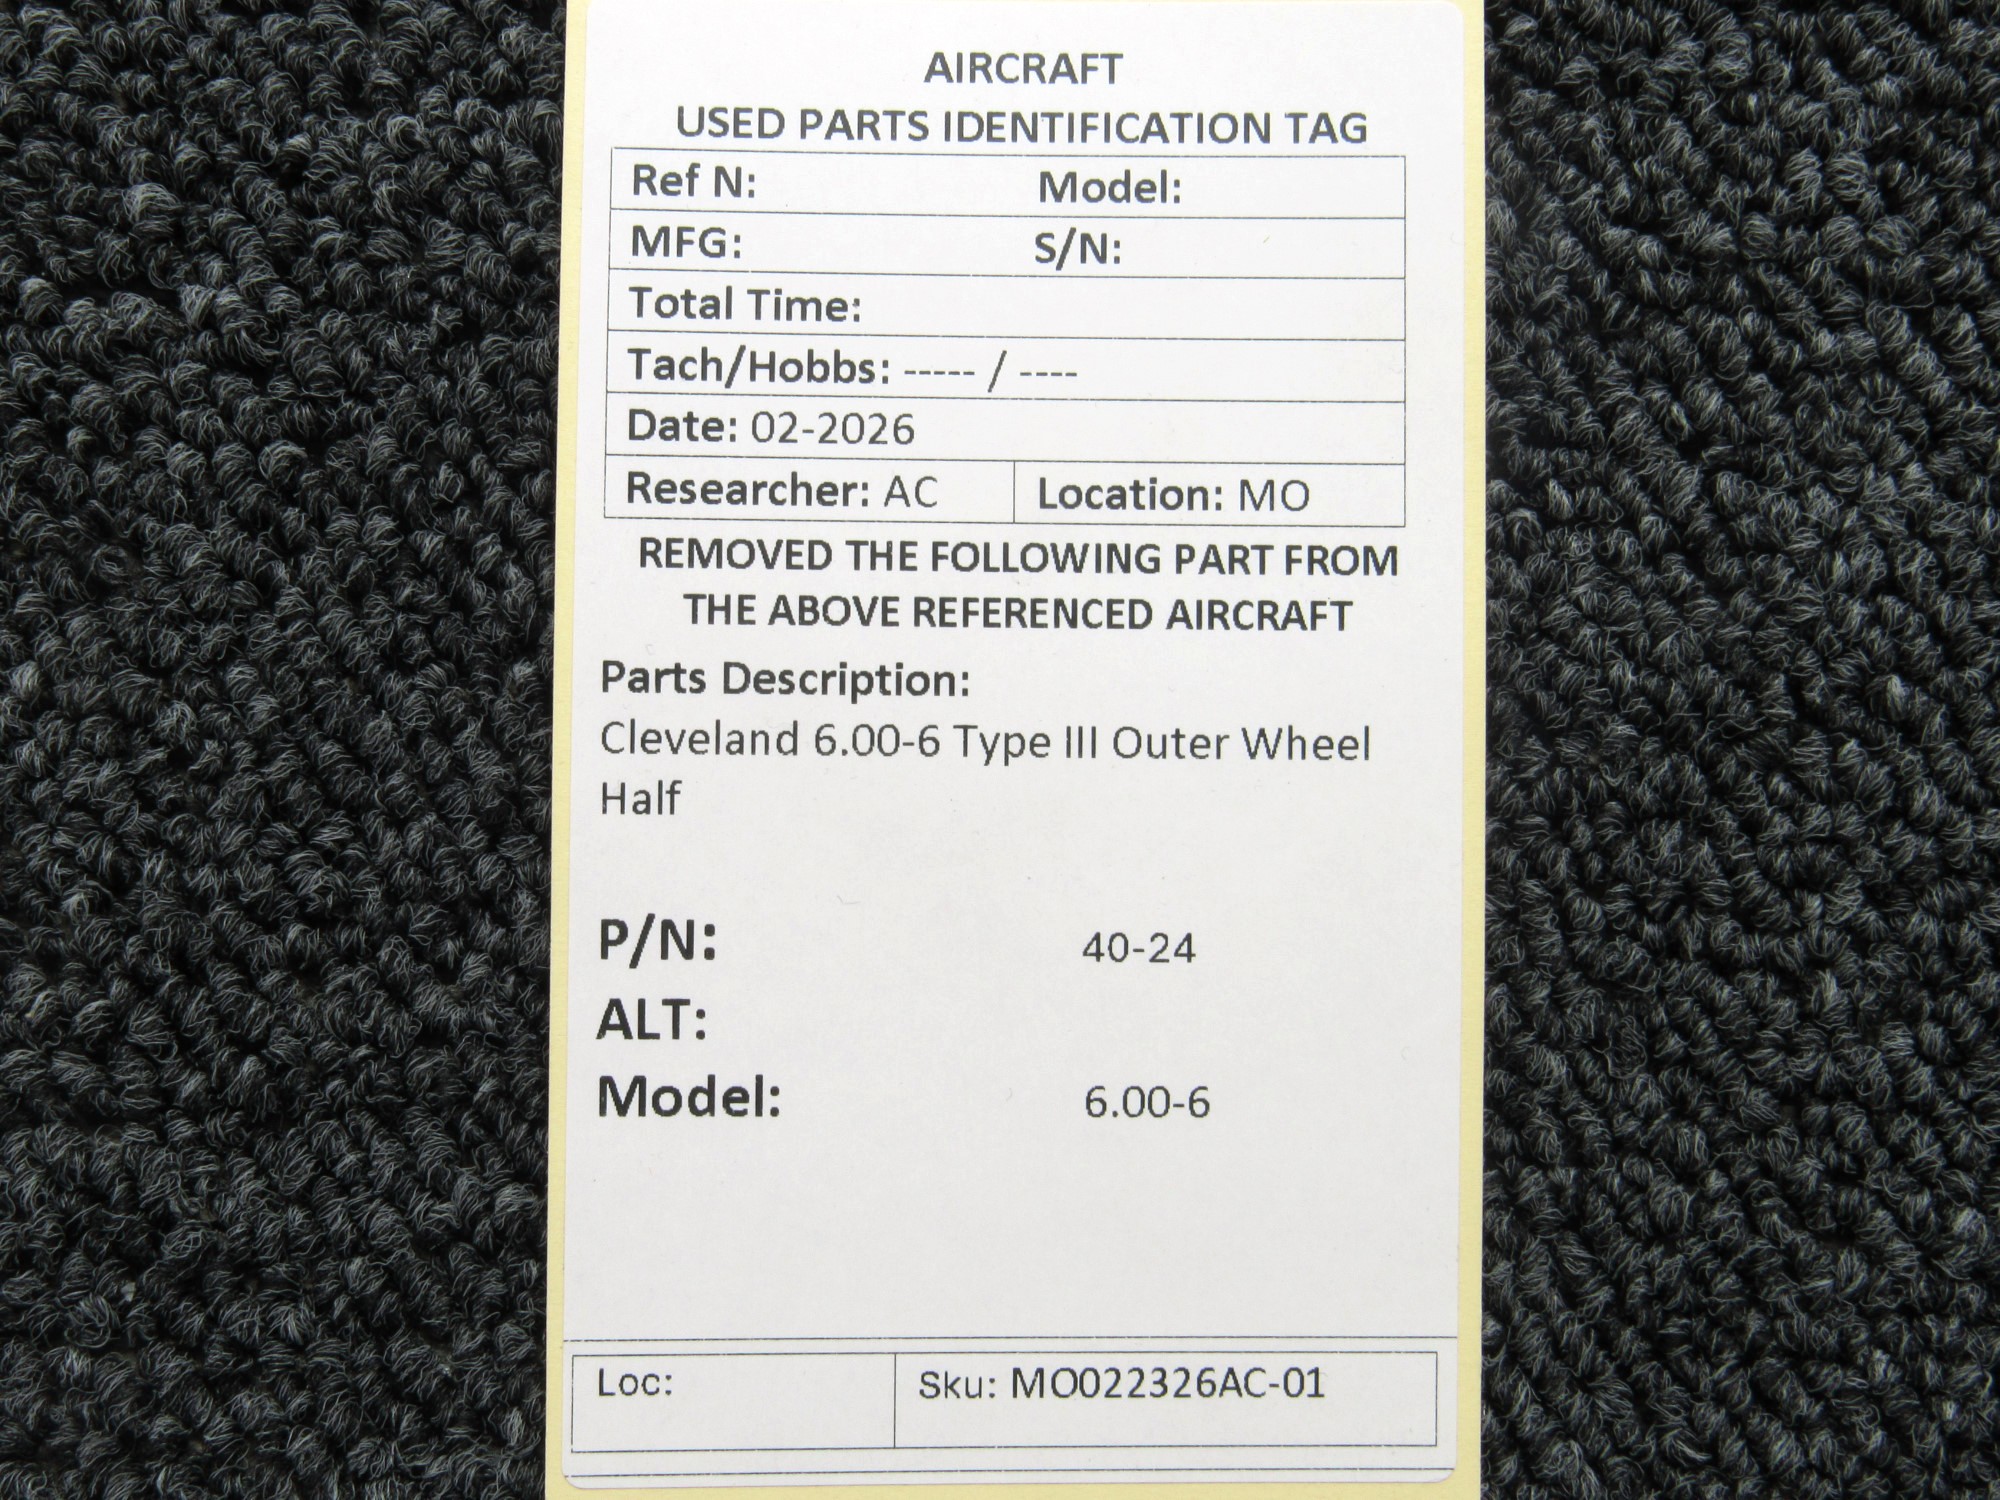 AIRCRAFT
USED PARTS IDENTIFICATION TAG
Ref N: Model:
MFG: S/N:
Total Time:
Tach/Hobbs: ----- / ----
Date: 02-2026
Researcher: AC Location: MO
REMOVED THE FOLLOWING PART FROM
THE ABOVE REFERENCED AIRCRAFT
Parts Description:
Cleveland 6.00-6 Type III Outer Wheel
Half
P/N: 40-24
ALT:
Model: 6.00-6
Loc: Sku: MO022326AC-01